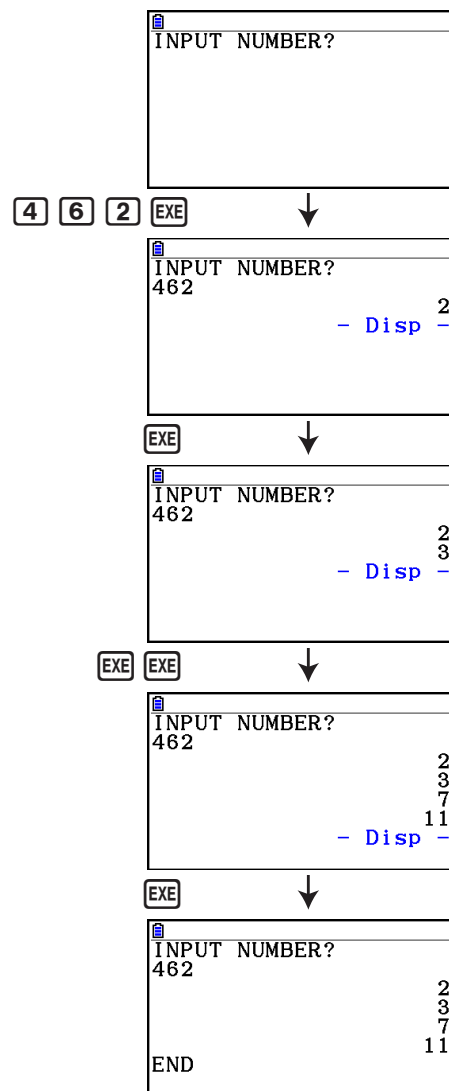 INPUT NUMBER?
4 6 2 EXE
INPUT NUMBER?
462
2
- Disp -
EXE
INPUT NUMBER?
462
2
3
- Disp -
EXE EXE
INPUT NUMBER?
462
2
3
7
11
- Disp -
EXE
INPUT NUMBER?
462
2
3
7
11
END